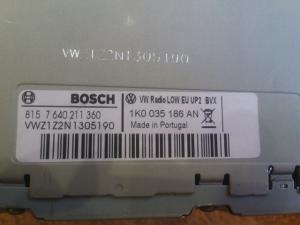 VWZ1Z2N1305190
BOSCH
VW Radio LOW EU UP2 BVX
815 7 640 211 360
1K0 035 186 AN
VWZ1Z2N1305190
Made in Portugal